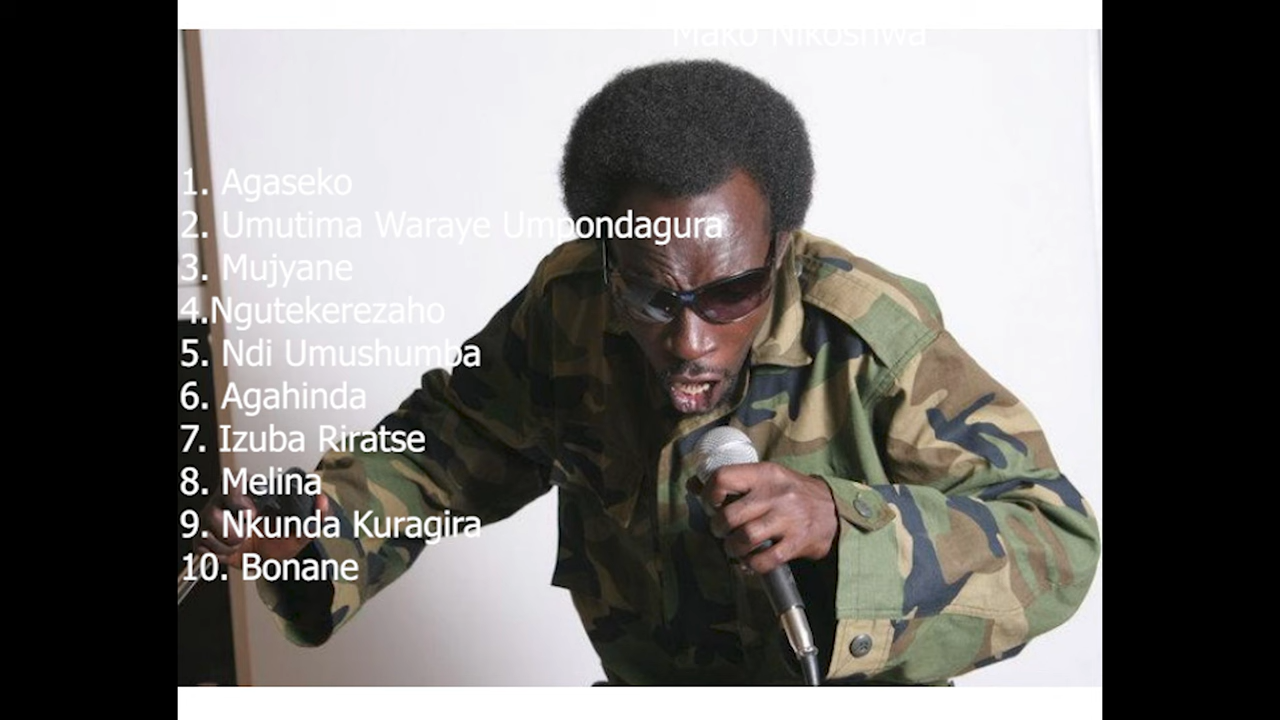 Mako Nikoshwa
1. Agaseko
2. Umutima Waraye Umpondagura
3. Mujyane
4.Ngutekerezaho
5. Ndi Umushumba
6. Agahinda
7. Izuba Riratse
8. Melina
9. Nkunda Kuragira
10. Bonane